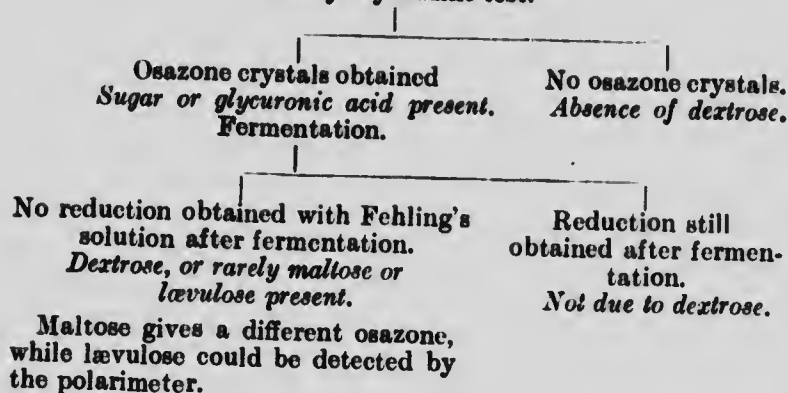 test.
Osazone crystals obtained
Sugar or glycuronic acid present.
Fermentation.
No osazone crystals.
Absence of dextrose.
No reduction obtained with Fehling's
solution after fermentation.
Dextrose, or rarely maltose or
lævulose present.
Maltose gives a different osazone,
while lævulose could be detected by
the polarimeter.
Reduction still
obtained after fermen-
tation.
Not due to dextrose.